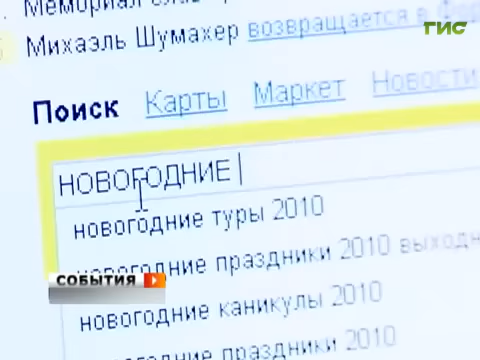 Мемориал
ГИС
Михаэль Шумахер возвращается в
Поиск Карты Маркет Новости
НОВОГОДНИЕ
новогодние туры 2010
новогодние праздники 2010
СОБЫТИЯ
новогодние каникулы 2010
новогодние праздники 2010